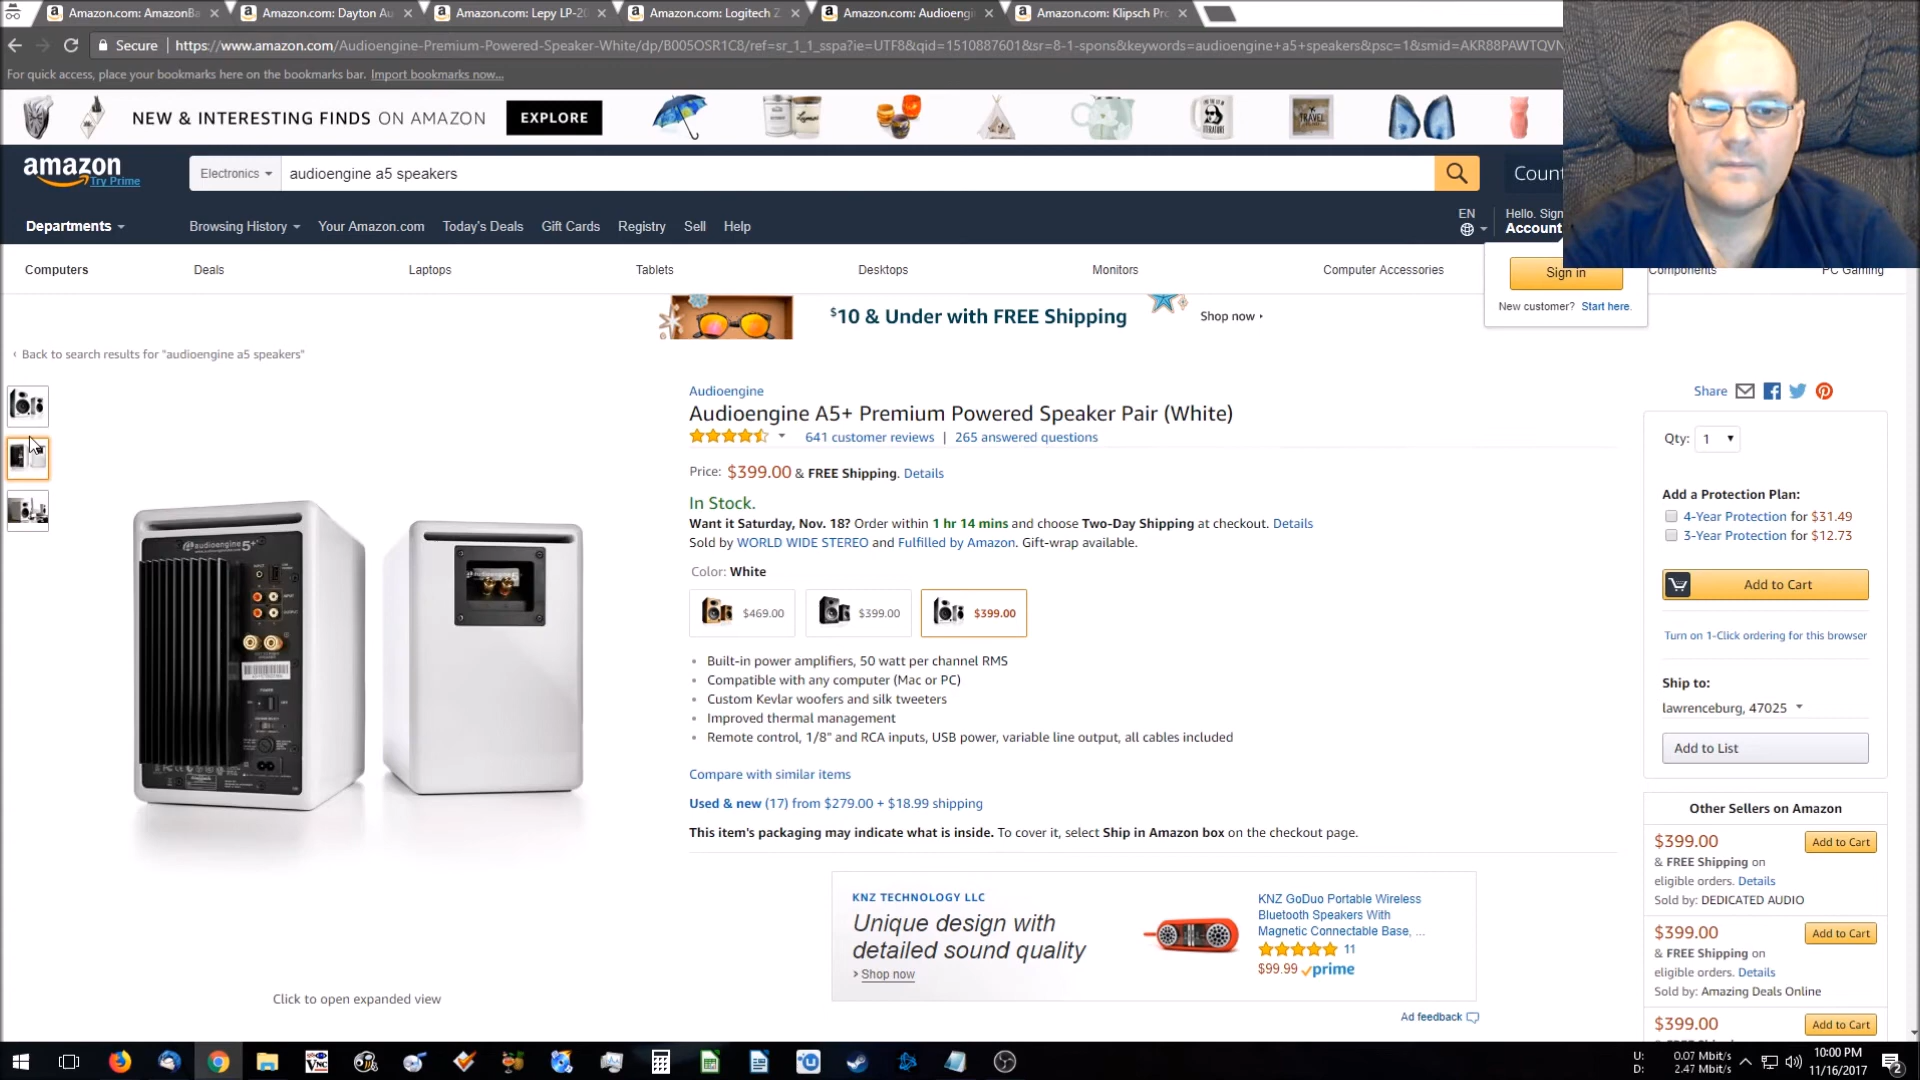 Amazon.com: AmazonBa
Amazon.com: Dayton Au
Amazon.com: Lepy LP-20
Amazon.com: Logitech Z
Amazon.com: Audioengi
Amazon.com: Klipsch Pro
Secure
https://www.amazon.com/Audioengine-Premium-Powered-Speaker-White/dp/B005OSR1C8/ref=sr_1_1_sspa?ie=UTF8&qid=1510887601&sr=8-1-spons&keywords=audioengine+a5+speakers&psc=1&smid=AKR88PAWTQVN
For quick access, place your bookmarks here on the bookmarks bar. Import bookmarks now...
NEW & INTERESTING FINDS ON AMAZON EXPLORE
amazon
Try Prime
Electronics
audioengine a5 speakers
Count
Departments
Browsing History
Your Amazon.com
Today's Deals
Gift Cards
Registry
Sell
Help
EN
Hello. Sign
Account
Computers
Deals
Laptops
Tablets
Desktops
Monitors
Computer Accessories
Components
PC Gaming
Sign in
New customer? Start here.
$10 & Under with FREE Shipping
Shop now ›
‹ Back to search results for "audioengine a5 speakers"
Audioengine
Audioengine A5+ Premium Powered Speaker Pair (White)
641 customer reviews | 265 answered questions
Price: $399.00 & FREE Shipping. Details
In Stock.
Want it Saturday, Nov. 18? Order within 1 hr 14 mins and choose Two-Day Shipping at checkout. Details
Sold by WORLD WIDE STEREO and Fulfilled by Amazon. Gift-wrap available.
Color: White
$469.00
$399.00
$399.00
Built-in power amplifiers, 50 watt per channel RMS
Compatible with any computer (Mac or PC)
Custom Kevlar woofers and silk tweeters
Improved thermal management
Remote control, 1/8" and RCA inputs, USB power, variable line output, all cables included
Compare with similar items
Used & new (17) from $279.00 + $18.99 shipping
This item's packaging may indicate what is inside. To cover it, select Ship in Amazon box on the checkout page.
audioengine 5+
Click to open expanded view
KNZ TECHNOLOGY LLC
Unique design with
detailed sound quality
› Shop now
KNZ GoDuo Portable Wireless
Bluetooth Speakers With
Magnetic Connectable Base, ...
11
$99.99 prime
Ad feedback
Share
Qty: 1
Add a Protection Plan:
4-Year Protection for $31.49
3-Year Protection for $12.73
Add to Cart
Turn on 1-Click ordering for this browser
Ship to:
lawrenceburg, 47025
Add to List
Other Sellers on Amazon
$399.00 Add to Cart
& FREE Shipping on
eligible orders. Details
Sold by: DEDICATED AUDIO
$399.00 Add to Cart
& FREE Shipping on
eligible orders. Details
Sold by: Amazing Deals Online
$399.00 Add to Cart
U: 0.07 Mbit/s
D: 2.47 Mbit/s
10:00 PM
11/16/2017
2